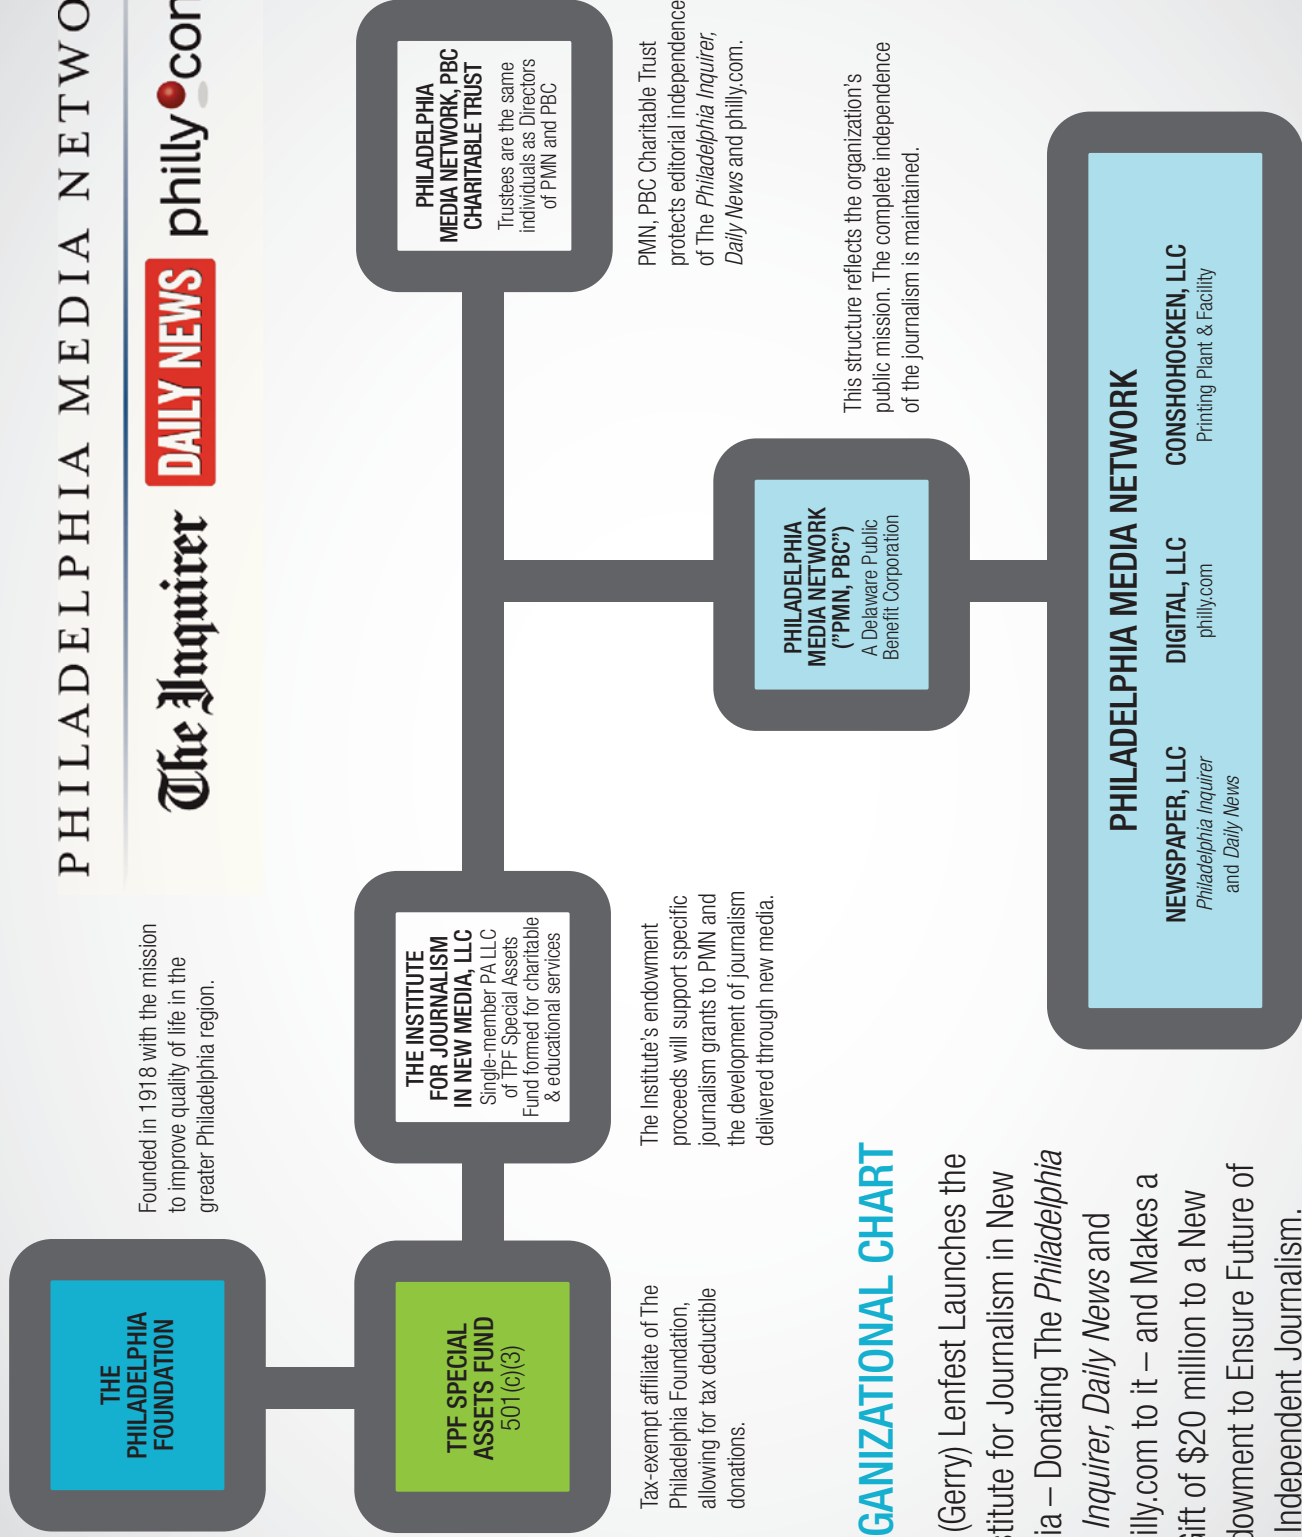 PHILADELPHIA MEDIA
The Inquirer
DAILY NEWS
THE
PHILADELPHIA
FOUNDATION
Founded in 1918 with the mission
to improve quality of life in the
greater Philadelphia region.
TPF SPECIAL
ASSETS FUND
501(c)(3)
Tax-exempt affiliate of The
Philadelphia Foundation,
allowing for tax deductible
donations.
THE INSTITUTE
FOR JOURNALISM
IN NEW MEDIA, LLC
Single-member PA LLC
of TPF Special Assets
Fund formed for charitable
& educational services
The Institute's endowment
proceeds will support specific
journalism grants to PMN and
the development of journalism
delivered through new media.
PHILADELPHIA
MEDIA NETWORK, PBC
CHARITABLE TRUST
Trustees are the same
individuals as Directors
of PMN and PBC
PMN, PBC Charitable Trust
protects editorial independence
of The Philadelphia Inquirer,
Daily News and philly.com.
PHILADELPHIA
MEDIA NETWORK
("PMN, PBC")
A Delaware Public
Benefit Corporation
This structure reflects the organization's
public mission. The complete independence
of the journalism is maintained.
PHILADELPHIA MEDIA NETWORK
NEWSPAPER, LLC
Philadelphia Inquirer
and Daily News
DIGITAL, LLC
philly.com
CONSHOHOCKEN, LLC
Printing Plant & Facility
CHART
(Gerry) Lenfest Launches the
for Journalism in New
– Donating The Philadelphia
Inquirer, Daily News and
to it – and Makes a
of $20 million to a New
to Ensure Future of
Independent Journalism.